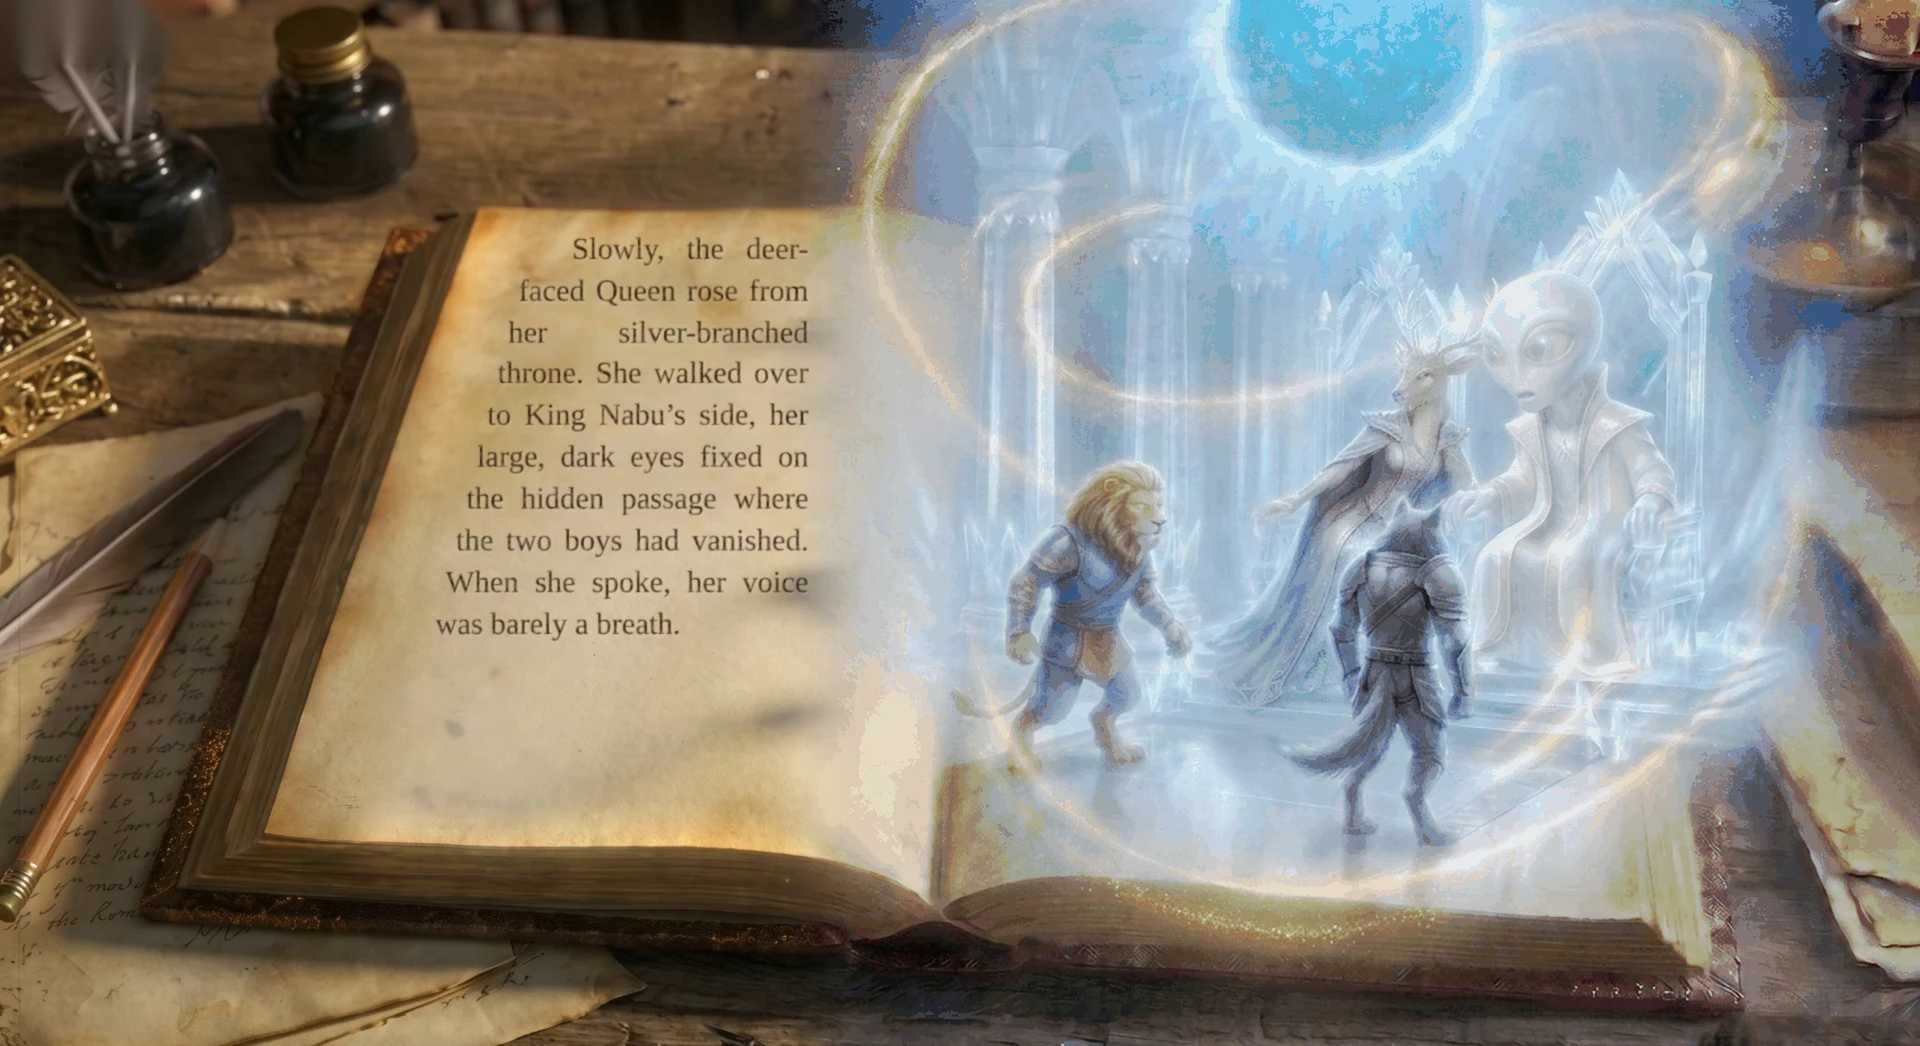 Slowly, the deer-
faced Queen rose from
her silver-branched
throne. She walked over
to King Nabu’s side, her
large, dark eyes fixed on
the hidden passage where
the two boys had vanished.
When she spoke, her voice
was barely a breath.